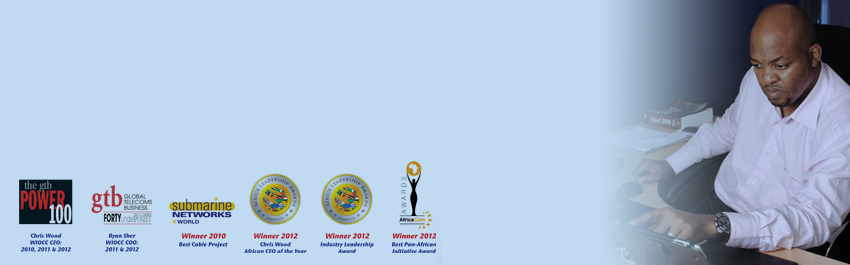 the gtb
POWER
100
Chris Wood
WIOCC CEO:
2010, 2011 & 2012
gtb GLOBAL
TELECOMS
BUSINESS
FORTY
Ryan Sher
WIOCC COO:
2011 & 2012
submarine
NETWORKS
WORLD
Winner 2010
Best Cable Project
AFRICA LEADERSHIP AWARDS
Winner 2012
Chris Wood
African CEO of the Year
AFRICA LEADERSHIP AWARDS
Winner 2012
Industry Leadership
Award
AWARDS
AfricaCom
Winner 2012
Best Pan-African
Initiative Award